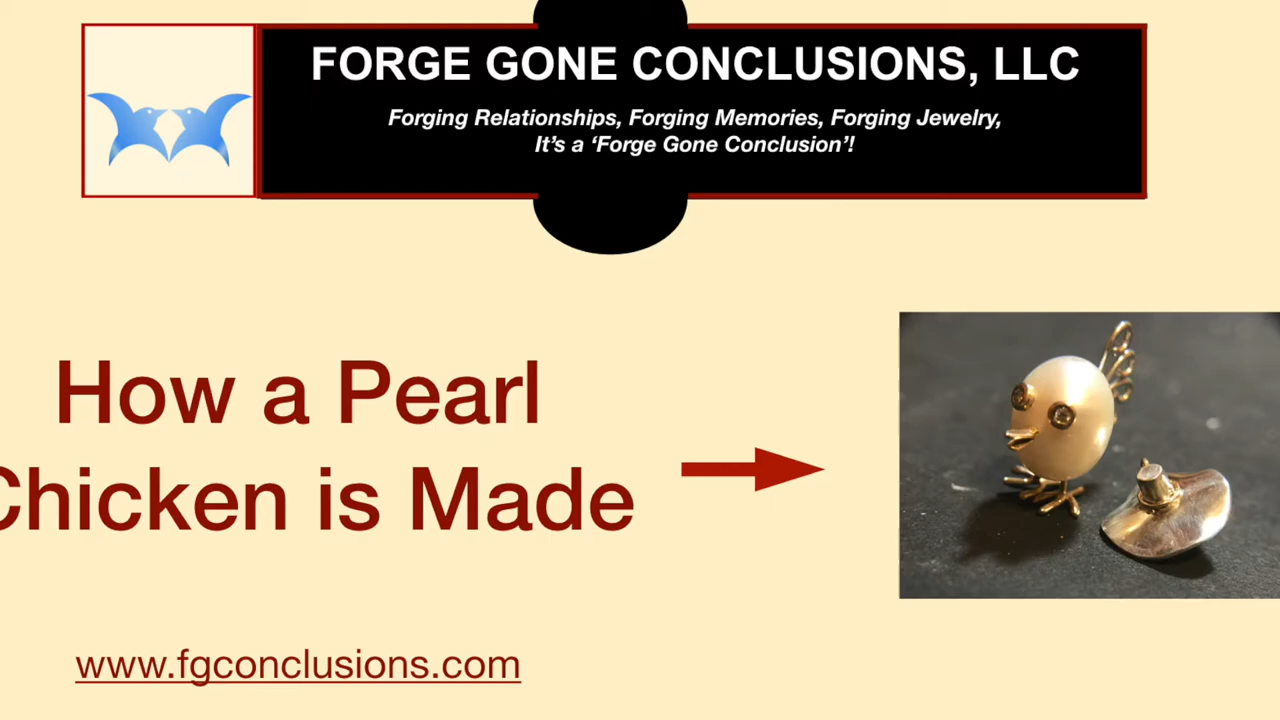 FORGE GONE CONCLUSIONS, LLC
Forging Relationships, Forging Memories, Forging Jewelry,
It's a ‘Forge Gone Conclusion’!
How a Pearl
Chicken is Made
www.fgconclusions.com